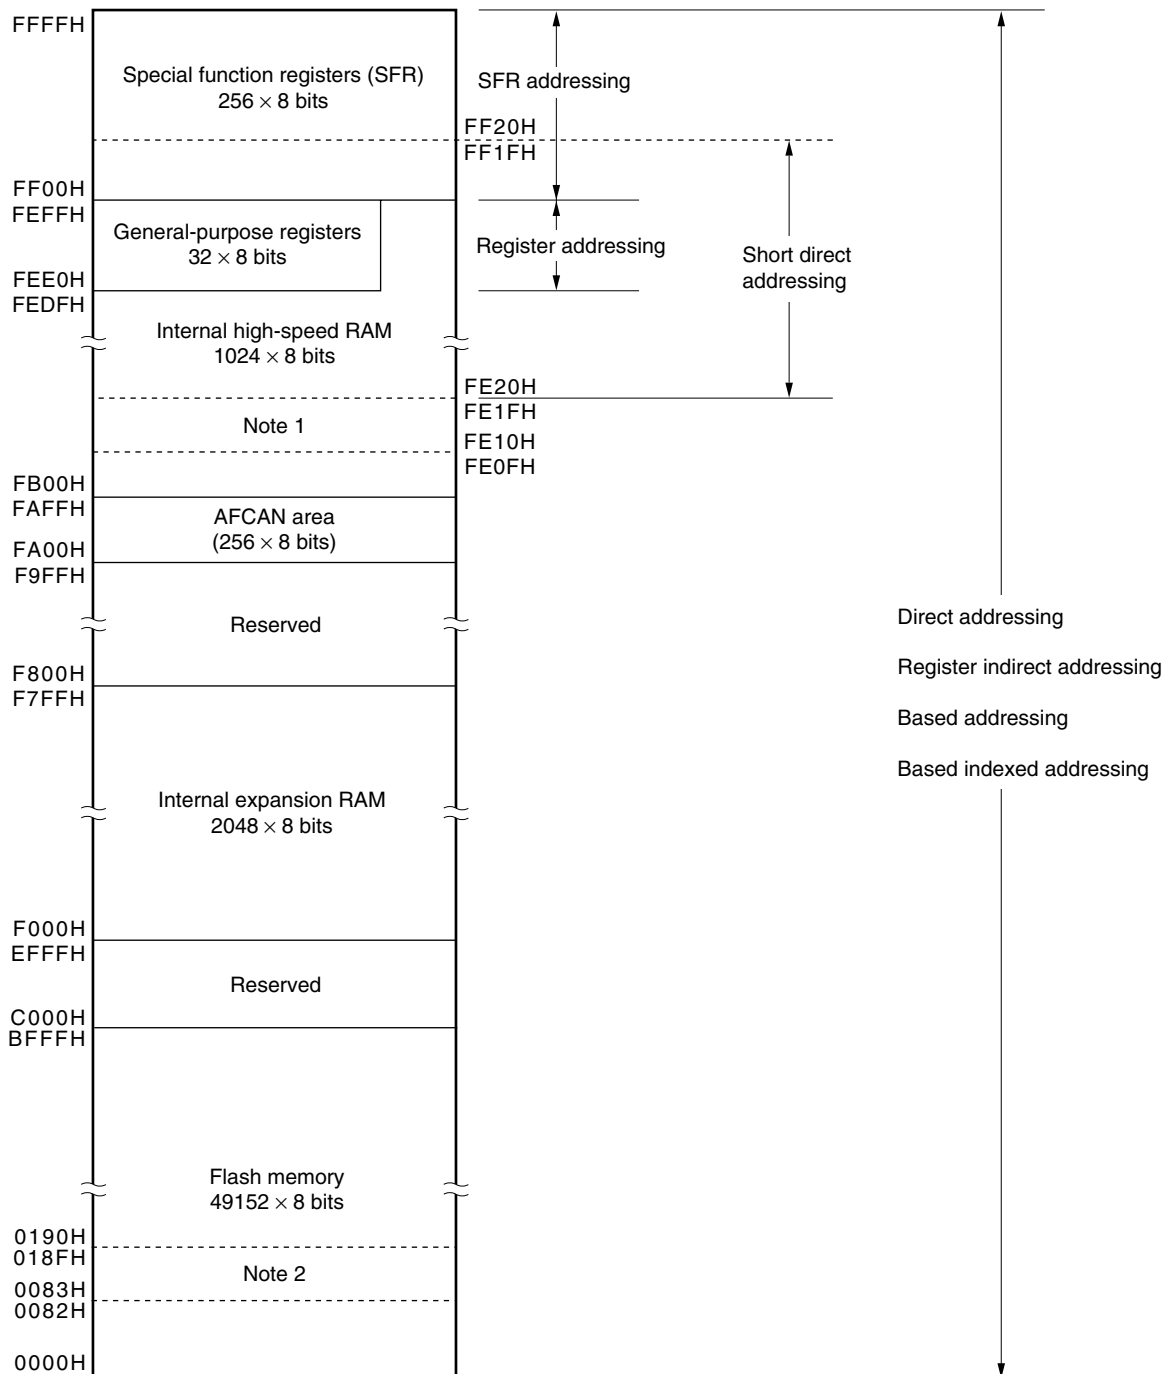 FFFFH
Special function registers (SFR)
256 × 8 bits
SFR addressing
FF20H
FF1FH
FF00H
FEFFH
General-purpose registers
32 × 8 bits
Register addressing
Short direct
addressing
FEE0H
FEDFH
Internal high-speed RAM
1024 × 8 bits
FE20H
FE1FH
Note 1
FE10H
FE0FH
FB00H
FAFFH
AFCAN area
(256 × 8 bits)
FA00H
F9FFH
Reserved
Direct addressing
Register indirect addressing
Based addressing
Based indexed addressing
F800H
F7FFH
Internal expansion RAM
2048 × 8 bits
F000H
EFFFH
Reserved
C000H
BFFFH
Flash memory
49152 × 8 bits
0190H
018FH
Note 2
0083H
0082H
0000H